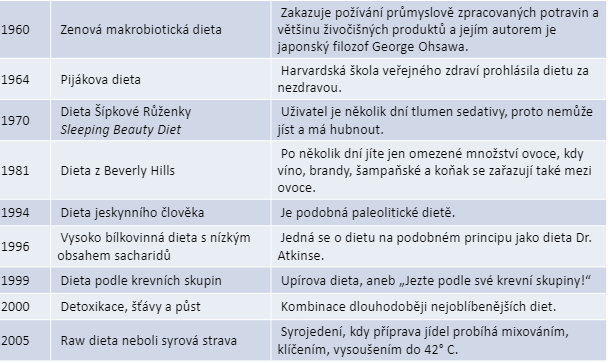 Zakazuje požívání průmyslově zpracovaných potravin a
1960 Zenová makrobiotická dieta většinu živočišných produktů a jejím autorem je
japonský filozof George Ohsawa.
1964 Pijákova dieta Harvardská škola veřejného zdraví prohlásila dietu za
nezdravou.
1970 Dieta Šípkové Růženky Uživatel je několik dní tlumen sedativy, proto nemůže
Sleeping Beauty Diet jíst a má hubnout.
Po několik dní jíte jen omezené množství ovoce, kdy
1981 Dieta z Beverly Hills víno, brandy, šampaňské a koňak se zařazují také mezi
ovoce.
1994 Dieta jeskynního člověka Je podobná paleolitické dietě.
1996 Vysoko bílkovinná dieta s nízkým Jedná se o dietu na podobném principu jako dieta Dr.
obsahem sacharidů Atkinse.
1999 Dieta podle krevních skupin Upírova dieta, aneb „Jezte podle své krevní skupiny!“
2000 Detoxikace, šťávy a půst Kombinace dlouhodoběji nejoblíbenějších diet.
2005 Raw dieta neboli syrová strava Syrojedení, kdy příprava jídel probíhá mixováním,
klíčením, vysoušením do 42° C.